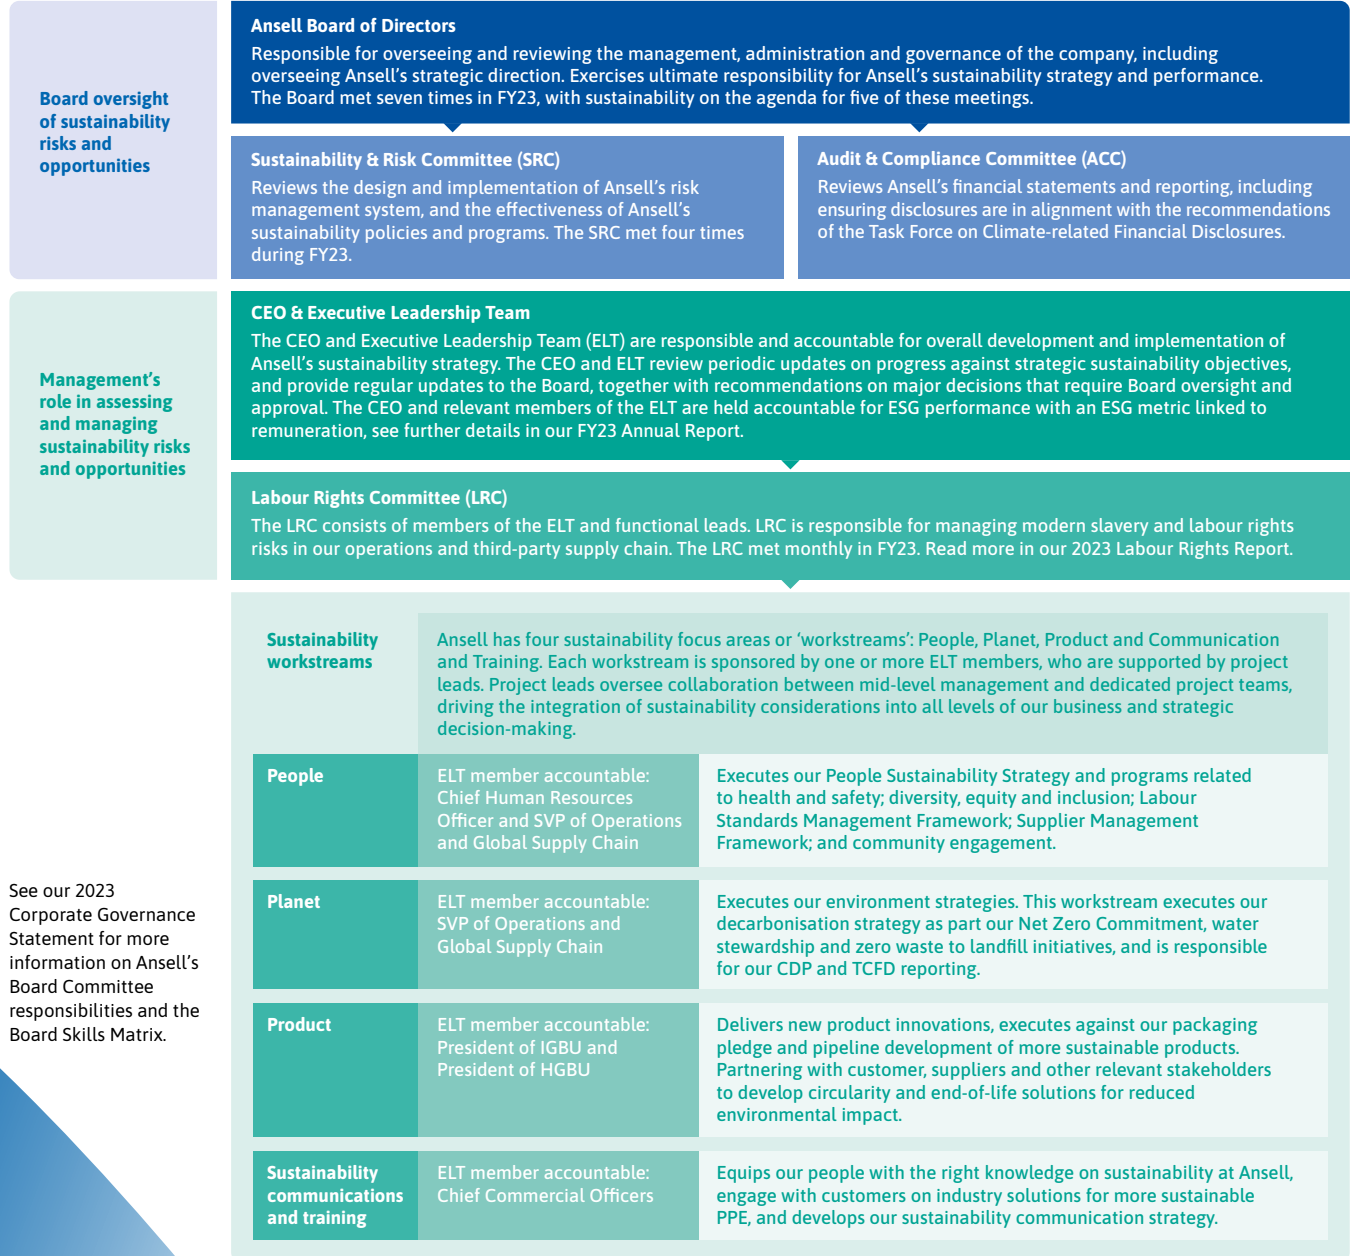 Board oversight
of sustainability
risks and
opportunities
Ansell Board of Directors
Responsible for overseeing and reviewing the management, administration and governance of the company, including
overseeing Ansell’s strategic direction. Exercises ultimate responsibility for Ansell’s sustainability strategy and performance.
The Board met seven times in FY23, with sustainability on the agenda for five of these meetings.
Sustainability & Risk Committee (SRC)
Reviews the design and implementation of Ansell’s risk
management system, and the effectiveness of Ansell’s
sustainability policies and programs. The SRC met four times
during FY23.
Audit & Compliance Committee (ACC)
Reviews Ansell’s financial statements and reporting, including
ensuring disclosures are in alignment with the recommendations
of the Task Force on Climate-related Financial Disclosures.
Management’s
role in assessing
and managing
sustainability risks
and opportunities
CEO & Executive Leadership Team
The CEO and Executive Leadership Team (ELT) are responsible and accountable for overall development and implementation of
Ansell’s sustainability strategy. The CEO and ELT review periodic updates on progress against strategic sustainability objectives,
and provide regular updates to the Board, together with recommendations on major decisions that require Board oversight and
approval. The CEO and relevant members of the ELT are held accountable for ESG performance with an ESG metric linked to
remuneration, see further details in our FY23 Annual Report.
Labour Rights Committee (LRC)
The LRC consists of members of the ELT and functional leads. LRC is responsible for managing modern slavery and labour rights
risks in our operations and third-party supply chain. The LRC met monthly in FY23. Read more in our 2023 Labour Rights Report.
Sustainability
workstreams
Ansell has four sustainability focus areas or ‘workstreams’: People, Planet, Product and Communication
and Training. Each workstream is sponsored by one or more ELT members, who are supported by project
leads. Project leads oversee collaboration between mid-level management and dedicated project teams,
driving the integration of sustainability considerations into all levels of our business and strategic
decision-making.
People
ELT member accountable:
Chief Human Resources
Officer and SVP of Operations
and Global Supply Chain
Executes our People Sustainability Strategy and programs related
to health and safety; diversity, equity and inclusion; Labour
Standards Management Framework; Supplier Management
Framework; and community engagement.
Planet
ELT member accountable:
SVP of Operations and
Global Supply Chain
Executes our environment strategies. This workstream executes our
decarbonisation strategy as part our Net Zero Commitment, water
stewardship and zero waste to landfill initiatives, and is responsible
for our CDP and TCFD reporting.
Product
ELT member accountable:
President of IGBU and
President of HGBU
Delivers new product innovations, executes against our packaging
pledge and pipeline development of more sustainable products.
Partnering with customer, suppliers and other relevant stakeholders
to develop circularity and end-of-life solutions for reduced
environmental impact.
Sustainability
communications
and training
ELT member accountable:
Chief Commercial Officers
Equips our people with the right knowledge on sustainability at Ansell,
engage with customers on industry solutions for more sustainable
PPE, and develops our sustainability communication strategy.
See our 2023
Corporate Governance
Statement for more
information on Ansell’s
Board Committee
responsibilities and the
Board Skills Matrix.